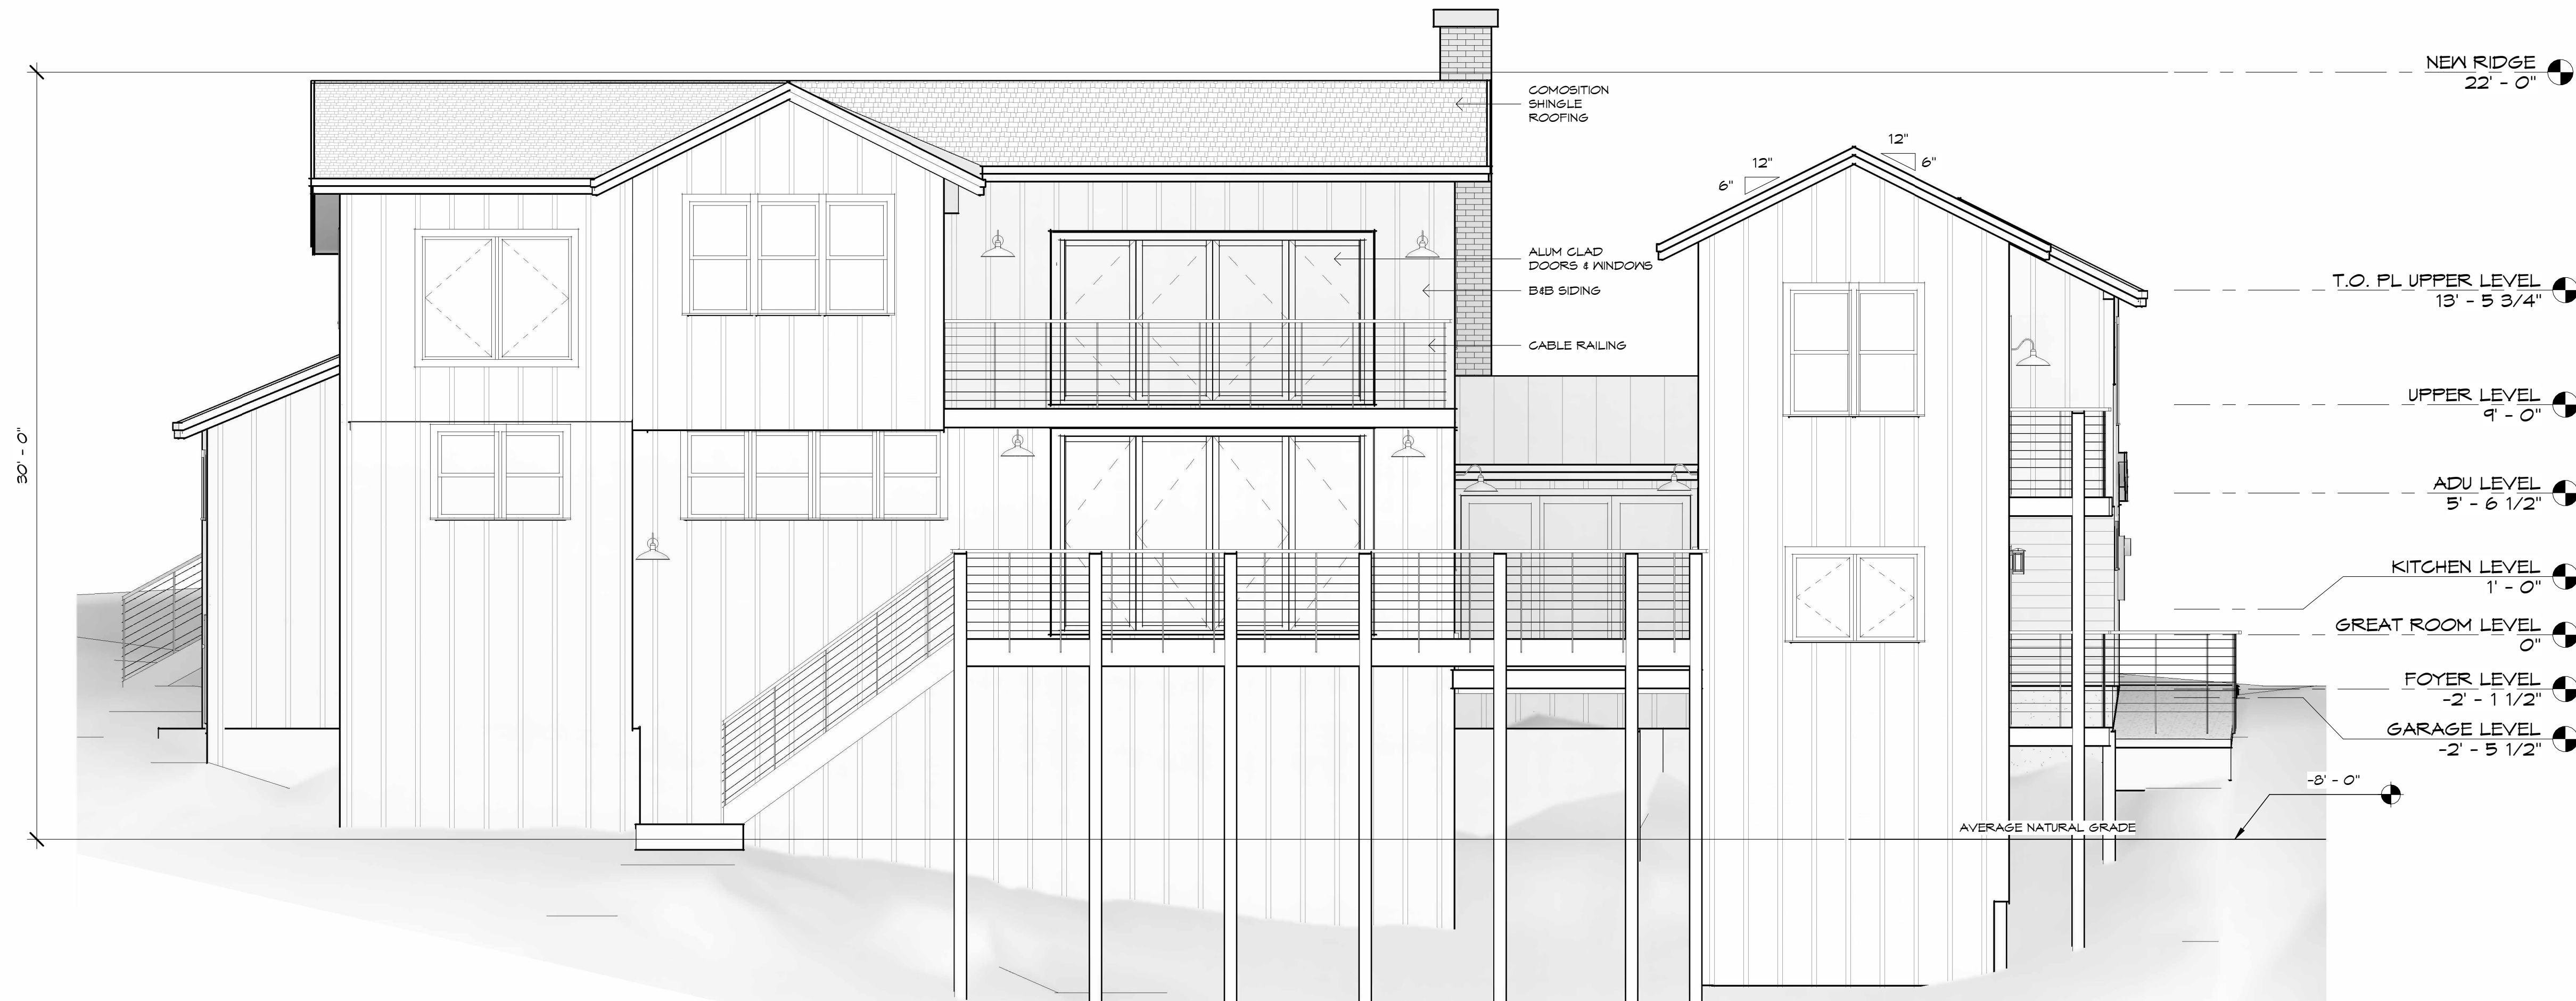 NEW RIDGE
22' - 0"
COMOSITION
SHINGLE
ROOFING
12"
6"
12"
6"
ALUM CLAD
DOORS & WINDOWS
B&B SIDING
CABLE RAILING
T.O. PL UPPER LEVEL
13' - 5 3/4"
UPPER LEVEL
9' - 0"
30' - 0"
ADU LEVEL
5' - 6 1/2"
KITCHEN LEVEL
1' - 0"
GREAT ROOM LEVEL
0"
FOYER LEVEL
-2' - 1 1/2"
GARAGE LEVEL
-2' - 5 1/2"
-8' - 0"
AVERAGE NATURAL GRADE